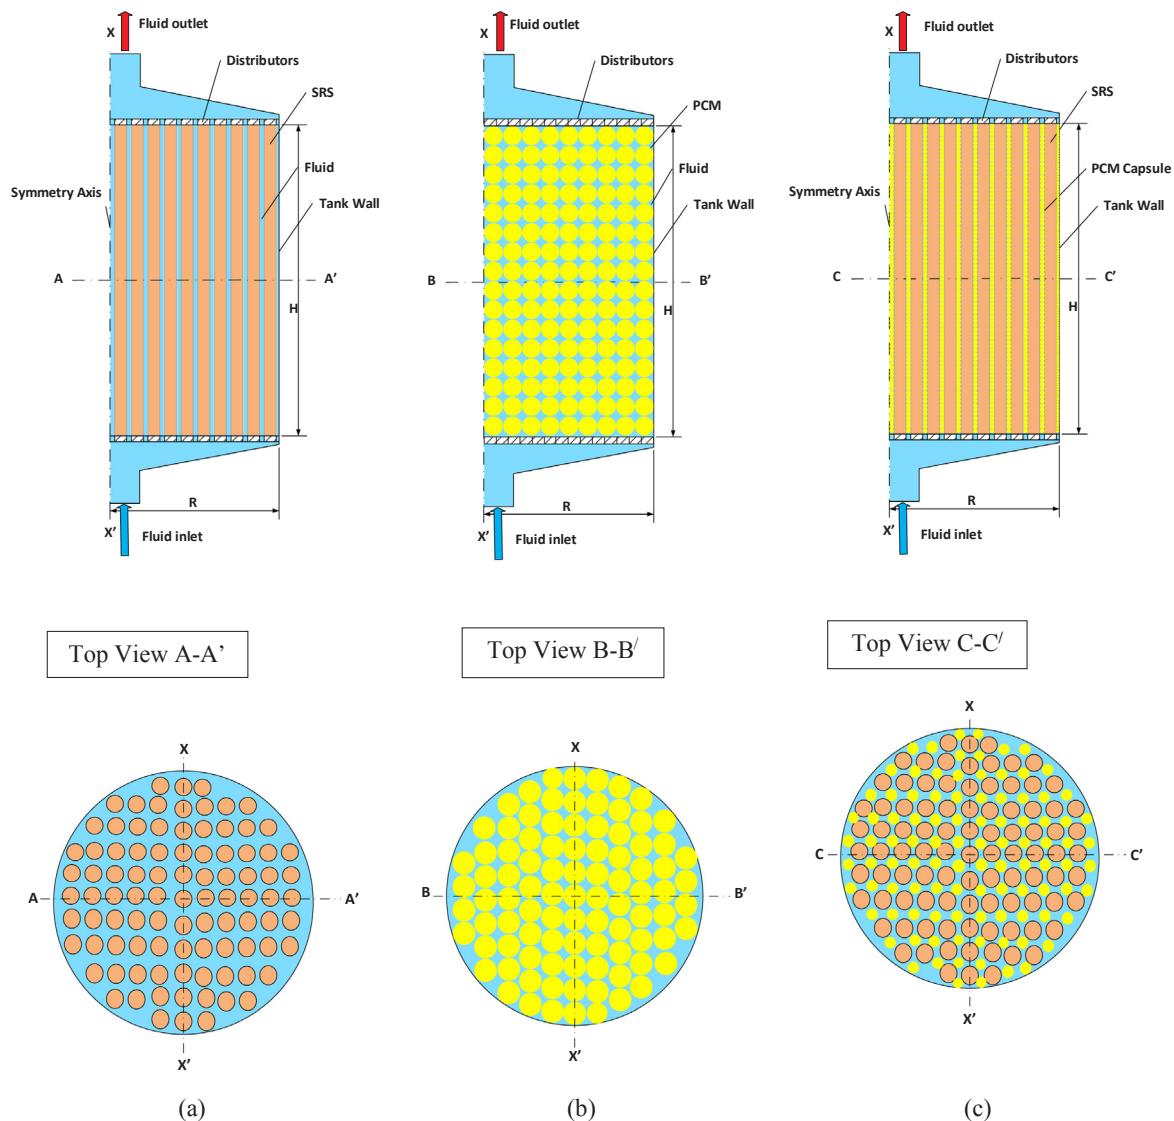 X
Fluid outlet
Distributors
SRS
Fluid
Symmetry Axis
Tank Wall
A
A'
H
R
X'
Fluid inlet
X
Fluid outlet
Distributors
PCM
Fluid
Tank Wall
B
B'
H
R
X'
Fluid inlet
X
Fluid outlet
Distributors
SRS
PCM Capsule
Symmetry Axis
Tank Wall
C
C'
H
R
X'
Fluid inlet
Top View A-A’
Top View B-B/
Top View C-C/
X
A
A’
X’
X
B
B’
X’
X
C
C’
X’
(a)
(b)
(c)